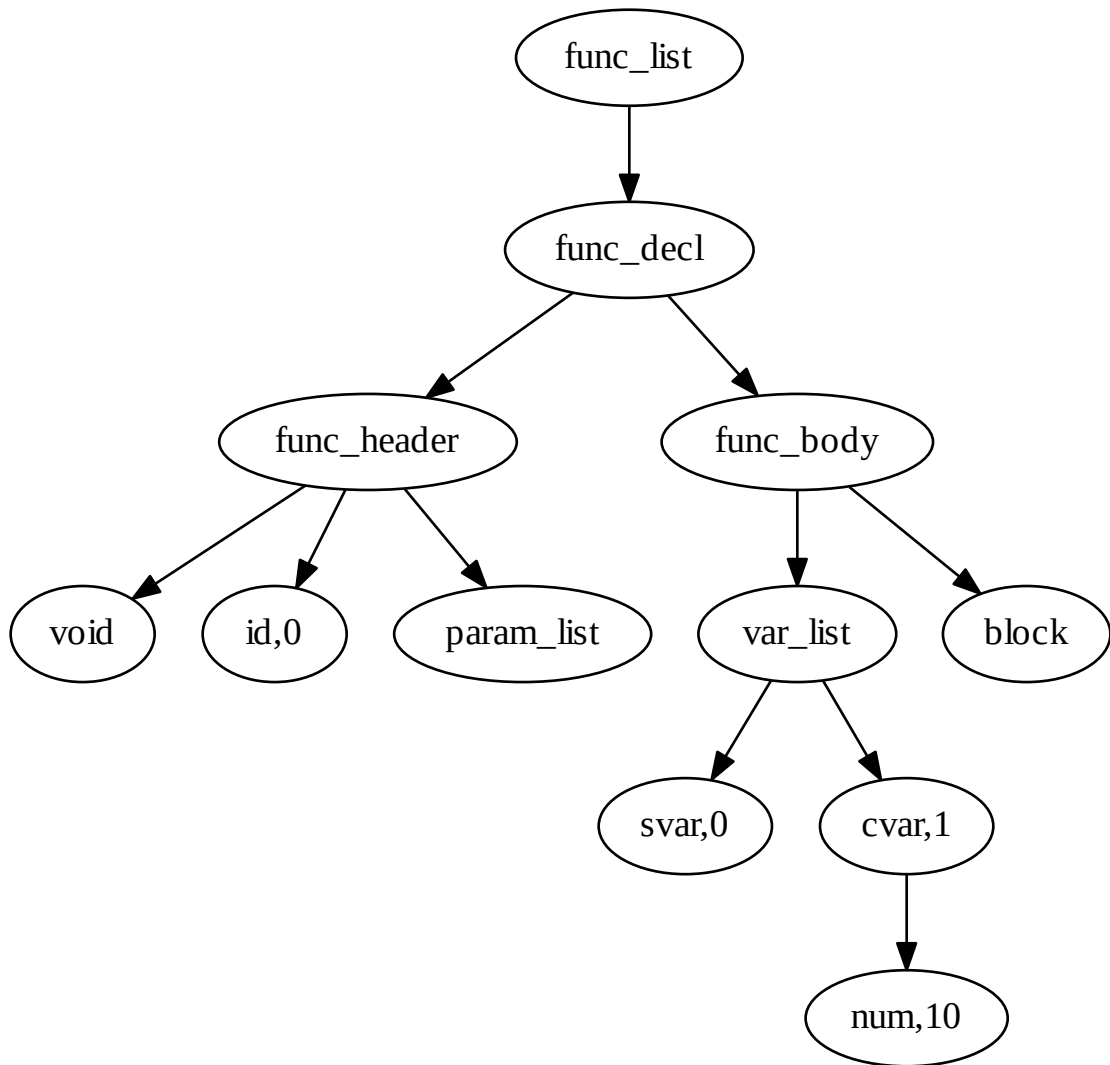 func_list
func_decl
func_header
func_body
void
id,0
param_list
var_list
block
svar,0
cvar,1
num,10